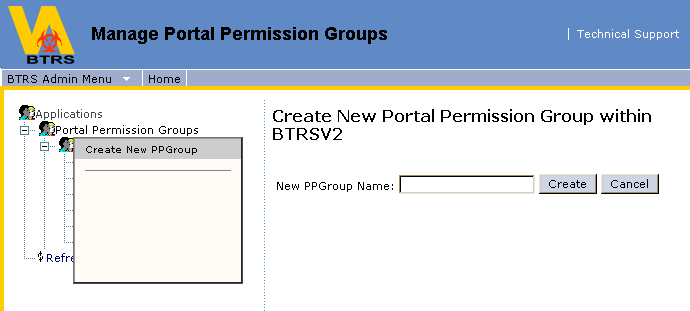 VA
BTRS
Manage Portal Permission Groups
| Technical Support
BTRS Admin Menu
Home
Applications
Portal Permission Groups
Create New PPGroup
$ Refre
Create New Portal Permission Group within
BTRSV2
New PPGroup Name:
Create
Cancel